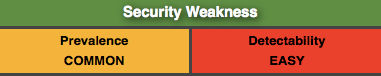 Security Weakness
Prevalence
COMMON
Detectability
EASY